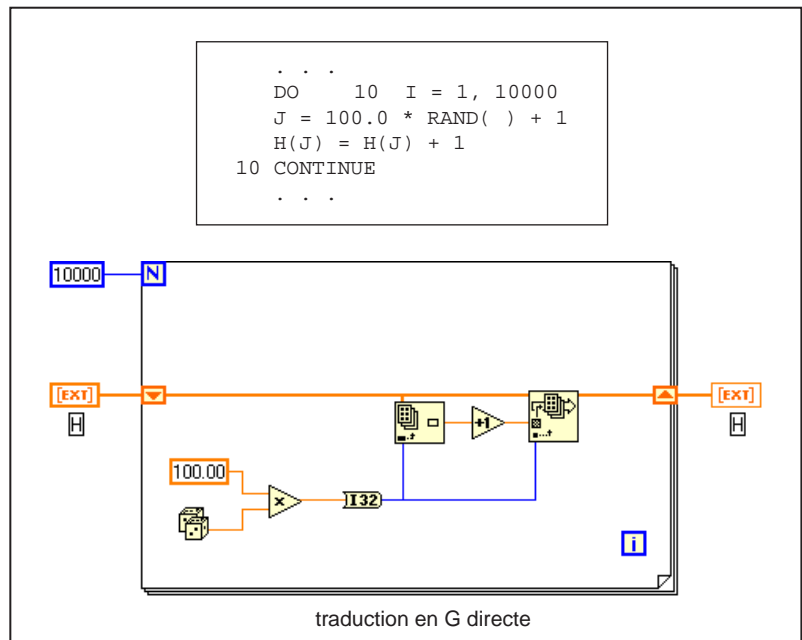 . . .
DO 10 I = 1, 10000
J = 100.0 * RAND( ) + 1
H(J) = H(J) + 1
10 CONTINUE
. . .
10000 N
[EXT] [EXT]
H H
+1
100.00
x I32
i
traduction en G directe